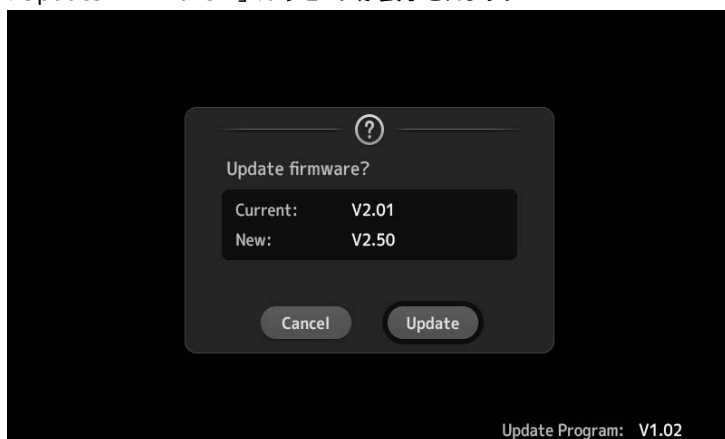 ?
Update firmware?
Current: V2.01
New: V2.50
Cancel Update
Update Program: V1.02